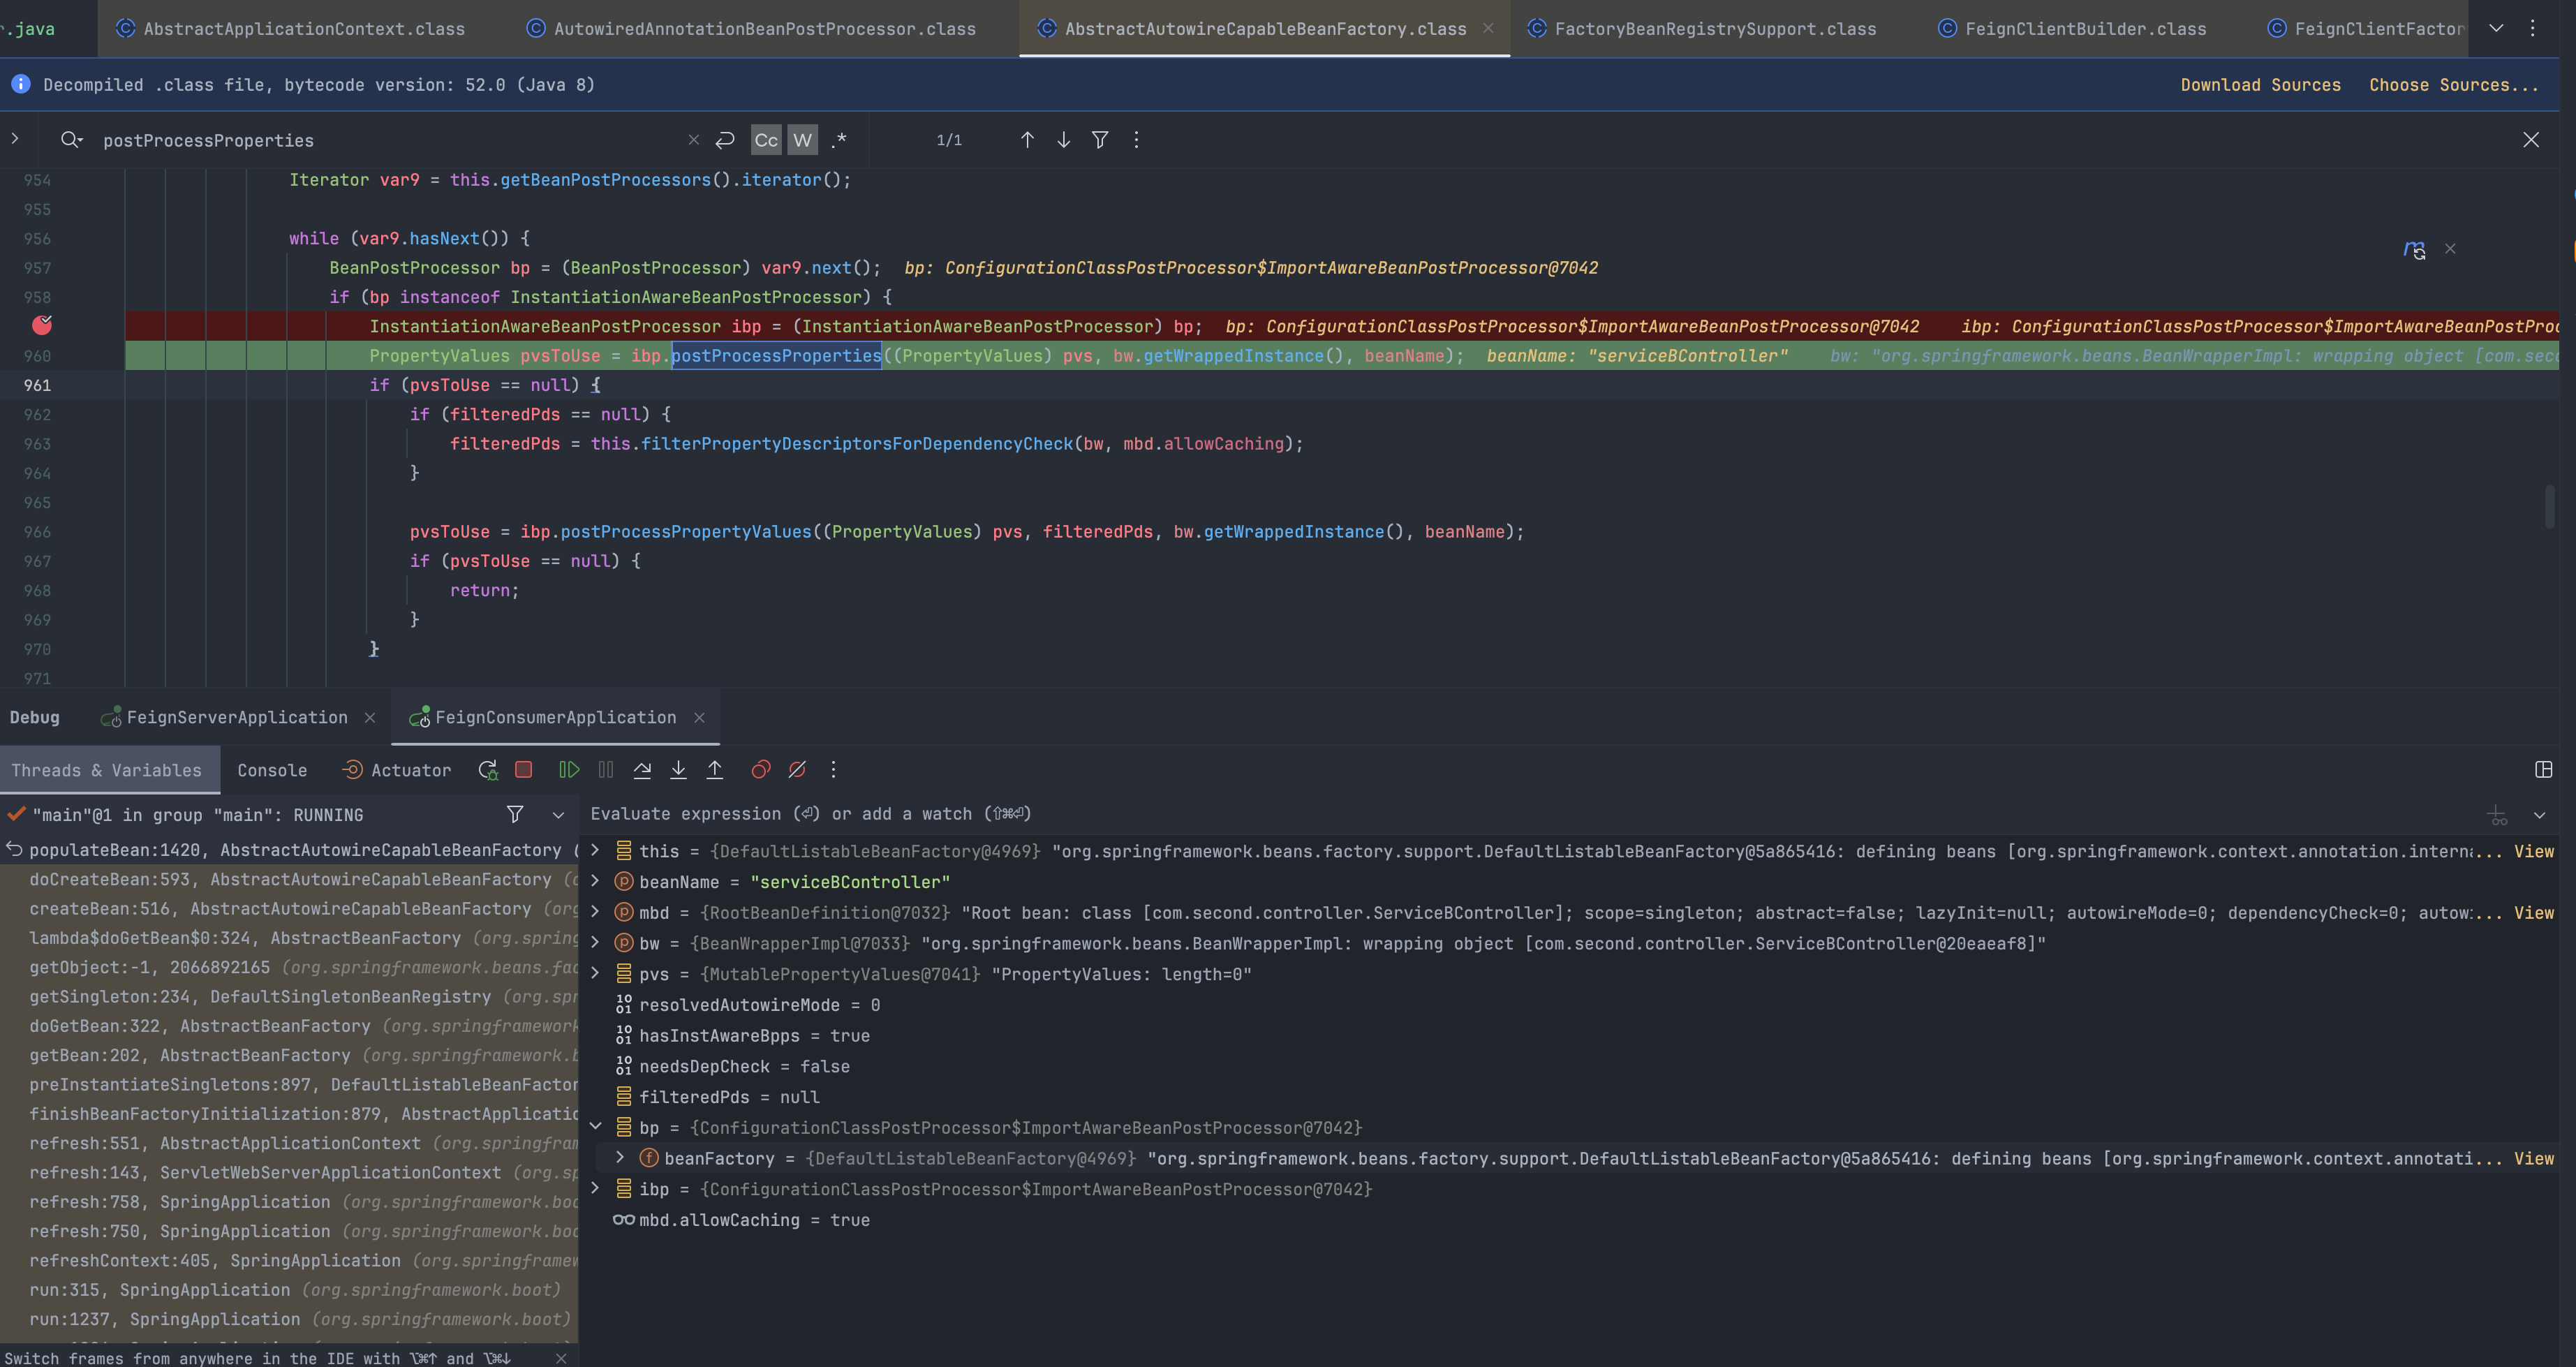 r.java AbstractApplicationContext.class AutowiredAnnotationBeanPostProcessor.class AbstractAutowireCapableBeanFactory.class FactoryBeanRegistrySupport.class FeignClientBuilder.class FeignClientFactor
Decompiled .class file, bytecode version: 52.0 (Java 8) Download Sources Choose Sources...
postProcessProperties Cc W .* 1/1
954 Iterator var9 = this.getBeanPostProcessors().iterator();
955
956 while (var9.hasNext()) {
957 BeanPostProcessor bp = (BeanPostProcessor) var9.next(); bp: ConfigurationClassPostProcessor$ImportAwareBeanPostProcessor@7042
958 if (bp instanceof InstantiationAwareBeanPostProcessor) {
InstantiationAwareBeanPostProcessor ibp = (InstantiationAwareBeanPostProcessor) bp; bp: ConfigurationClassPostProcessor$ImportAwareBeanPostProcessor@7042 ibp: ConfigurationClassPostProcessor$ImportAwareBeanPostProc
960 PropertyValues pvsToUse = ibp.postProcessProperties((PropertyValues) pvs, bw.getWrappedInstance(), beanName); beanName: "serviceBController" bw: "org.springframework.beans.BeanWrapperImpl: wrapping object [com.seco
961 if (pvsToUse == null) {
962 if (filteredPds == null) {
963 filteredPds = this.filterPropertyDescriptorsForDependencyCheck(bw, mbd.allowCaching);
964 }
965
966 pvsToUse = ibp.postProcessPropertyValues((PropertyValues) pvs, filteredPds, bw.getWrappedInstance(), beanName);
967 if (pvsToUse == null) {
968 return;
969 }
970 }
971
Debug FeignServerApplication FeignConsumerApplication
Threads & Variables Console Actuator
"main"@1 in group "main": RUNNING
populateBean:1420, AbstractAutowireCapableBeanFactory (
doCreateBean:593, AbstractAutowireCapableBeanFactory (o
createBean:516, AbstractAutowireCapableBeanFactory (org
lambda$doGetBean$0:324, AbstractBeanFactory (org.spring
getObject:-1, 2066892165 (org.springframework.beans.fac
getSingleton:234, DefaultSingletonBeanRegistry (org.spr
doGetBean:322, AbstractBeanFactory (org.springframework
getBean:202, AbstractBeanFactory (org.springframework.b
preInstantiateSingletons:897, DefaultListableBeanFactor
finishBeanFactoryInitialization:879, AbstractApplicatio
refresh:551, AbstractApplicationContext (org.springfram
refresh:143, ServletWebServerApplicationContext (org.sp
refresh:758, SpringApplication (org.springframework.boo
refresh:750, SpringApplication (org.springframework.boo
refreshContext:405, SpringApplication (org.springframew
run:315, SpringApplication (org.springframework.boot)
run:1237, SpringApplication (org.springframework.boot)
Switch frames from anywhere in the IDE with ⌥⌘↑ and ⌥⌘↓
Evaluate expression (⏎) or add a watch (⇧⌘⏎)
this = {DefaultListableBeanFactory@4969} "org.springframework.beans.factory.support.DefaultListableBeanFactory@5a865416: defining beans [org.springframework.context.annotation.interna... View
beanName = "serviceBController"
mbd = {RootBeanDefinition@7032} "Root bean: class [com.second.controller.ServiceBController]; scope=singleton; abstract=false; lazyInit=null; autowireMode=0; dependencyCheck=0; autow... View
bw = {BeanWrapperImpl@7033} "org.springframework.beans.BeanWrapperImpl: wrapping object [com.second.controller.ServiceBController@20eaeaf8]"
pvs = {MutablePropertyValues@7041} "PropertyValues: length=0"
resolvedAutowireMode = 0
hasInstAwareBpps = true
needsDepCheck = false
filteredPds = null
bp = {ConfigurationClassPostProcessor$ImportAwareBeanPostProcessor@7042}
beanFactory = {DefaultListableBeanFactory@4969} "org.springframework.beans.factory.support.DefaultListableBeanFactory@5a865416: defining beans [org.springframework.context.annotati... View
ibp = {ConfigurationClassPostProcessor$ImportAwareBeanPostProcessor@7042}
mbd.allowCaching = true